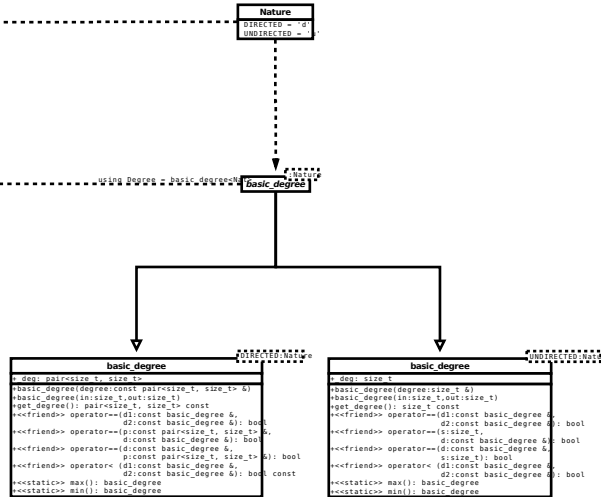 Nature
DIRECTED = 'd'
UNDIRECTED = 'u'
:Nature
using Degree = basic_degree<Nat
basic_degree
DIRECTED:Nature
basic_degree
+ deg: pair<size_t, size_t>
+basic_degree(degree:const pair<size_t, size_t> &)
+basic_degree(in:size_t,out:size_t)
+get_degree(): pair<size_t, size_t> const
+<<friend>> operator==(d1:const basic_degree &,
d2:const basic_degree &): bool
+<<friend>> operator==(p:const pair<size_t, size_t> &,
d:const basic_degree &): bool
+<<friend>> operator==(d:const basic_degree &,
p:const pair<size_t, size_t> &): bool
+<<friend>> operator< (d1:const basic_degree &,
d2:const basic_degree &): bool const
+<<static>> max(): basic_degree
+<<static>> min(): basic_degree
UNDIRECTED:Natu
basic_degree
+ deg: size_t
+basic_degree(degree:size_t &)
+basic_degree(in:size_t,out:size_t)
+get_degree(): size_t const
+<<friend>> operator==(d1:const basic_degree &,
d2:const basic_degree &): bool
+<<friend>> operator==(s:size_t,
d:const basic_degree &): bool
+<<friend>> operator==(d:const basic_degree &,
s:size_t): bool
+<<friend>> operator< (d1:const basic_degree &,
d2:const basic_degree &): bool
+<<static>> max(): basic_degree
+<<static>> min(): basic_degree